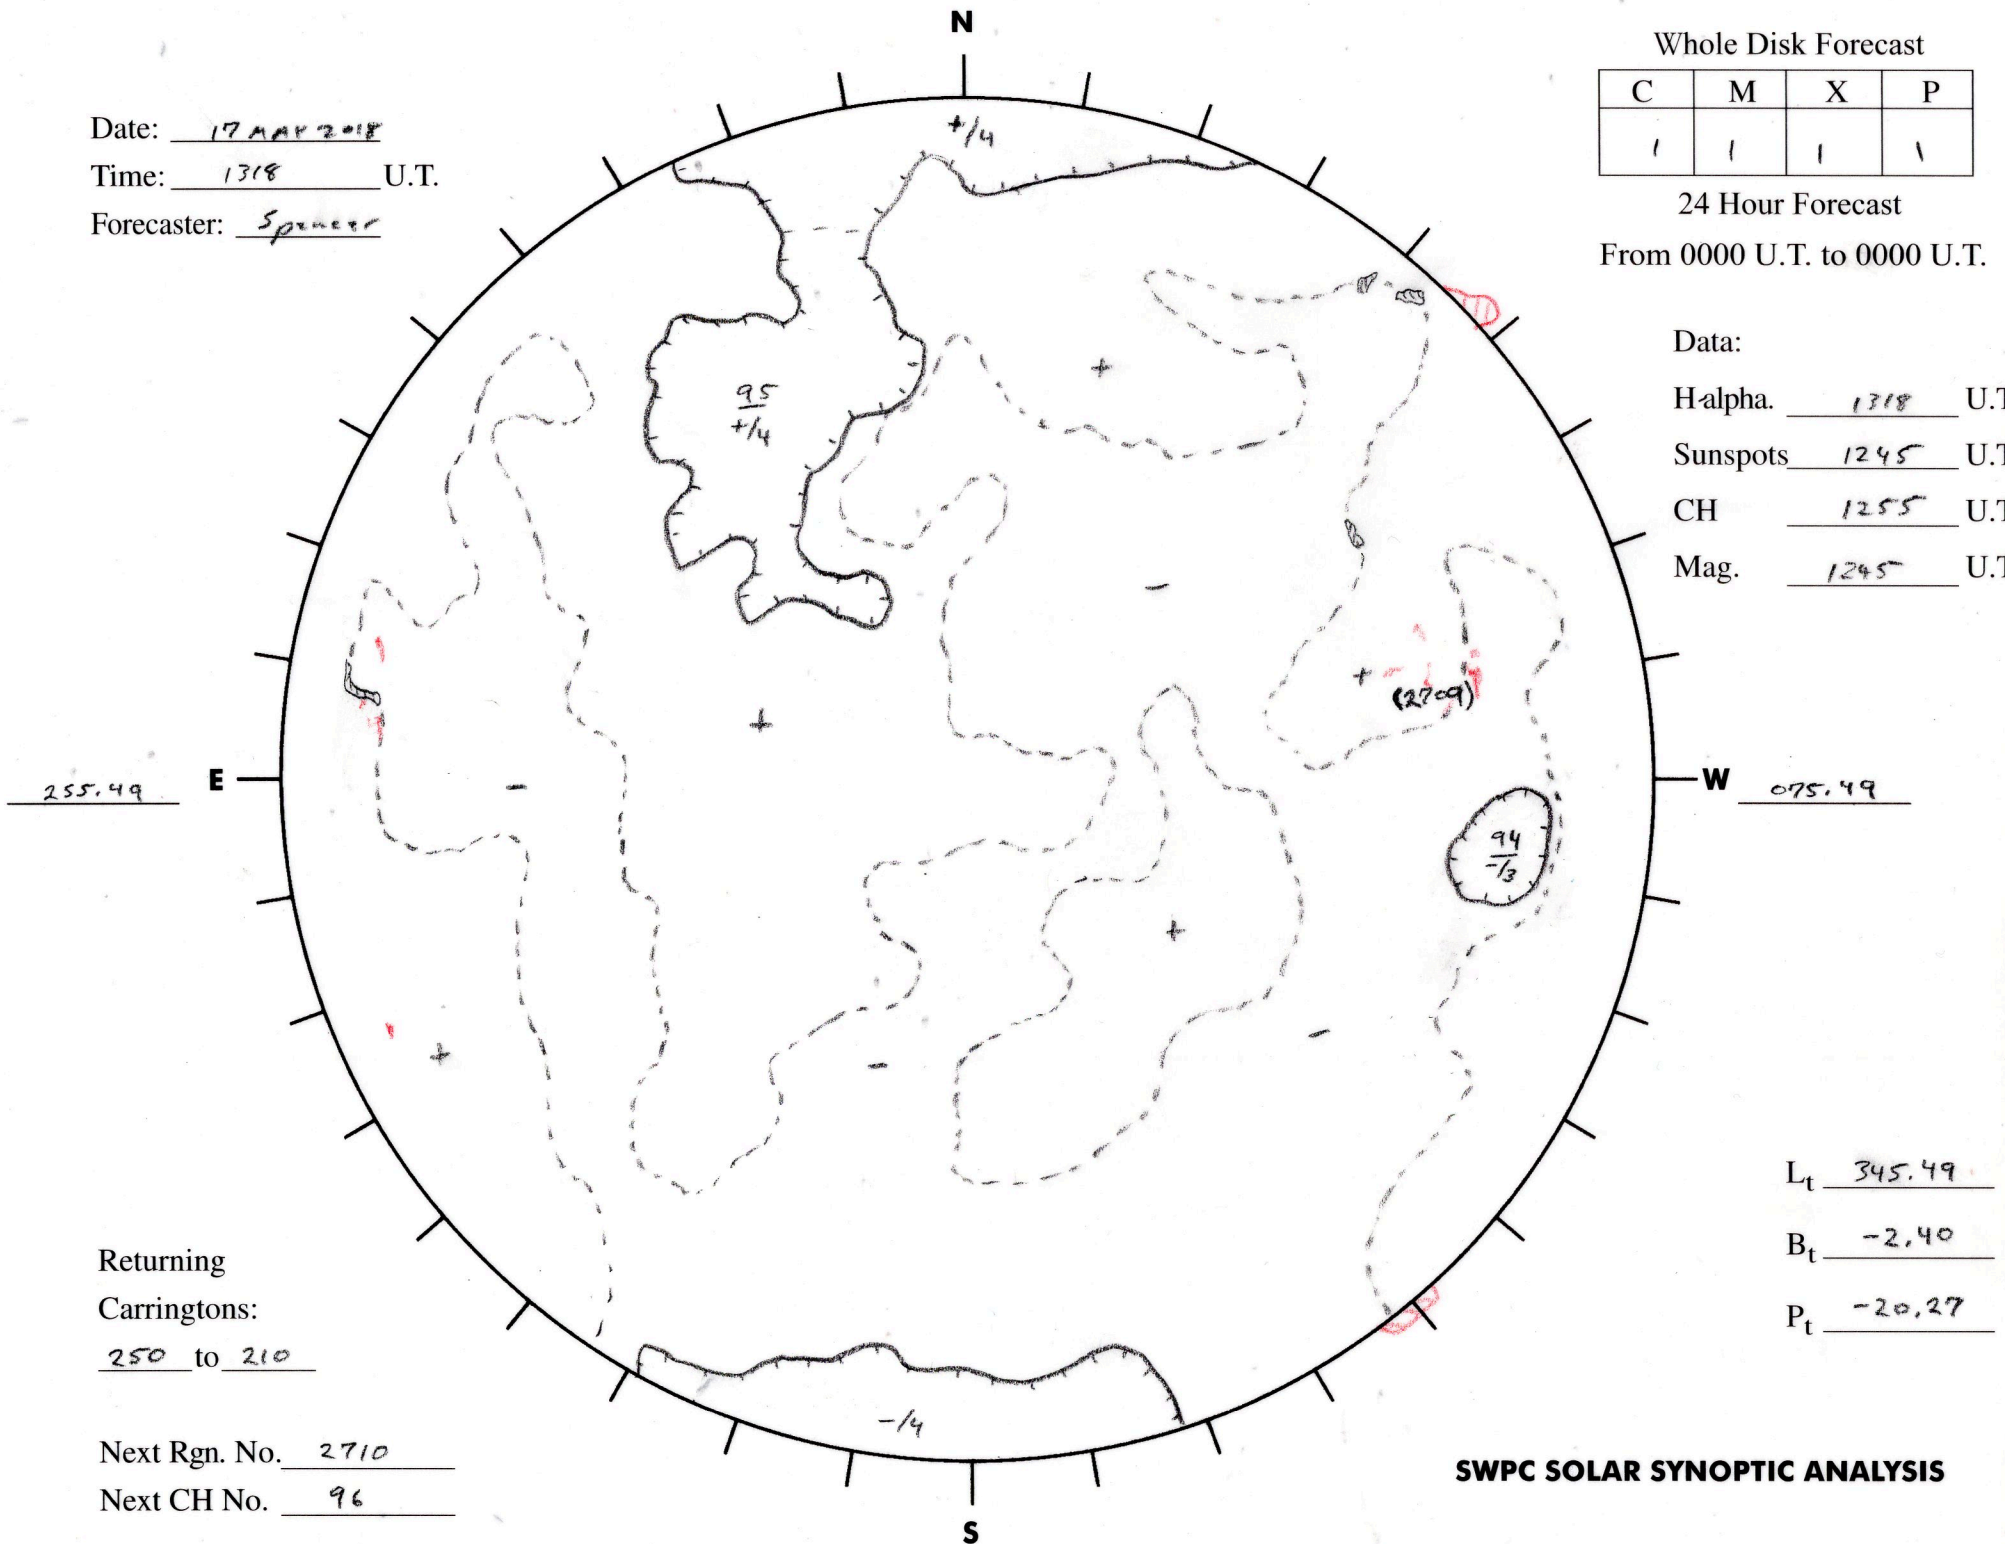 N
Whole Disk Forecast
C M X P
1 1 1 1
24 Hour Forecast
From 0000 U.T. to 0000 U.T.
Date: 17 MAY 2018
Time: 1318 U.T.
Forecaster: Spencer
+/4
Data:
H-alpha. 1318 U.T
Sunspots 1245 U.T
CH 1255 U.T
Mag. 1245 U.T
+
95
+/4
-
+
(2709)
+
-
255.49 E
W 075.49
94
-/3
+
+
-
-
Lt 345.49
Bt -2.40
Pt -20.27
Returning
Carringtons:
250 to 210
-/4
Next Rgn. No. 2710
Next CH No. 96
SWPC SOLAR SYNOPTIC ANALYSIS
S